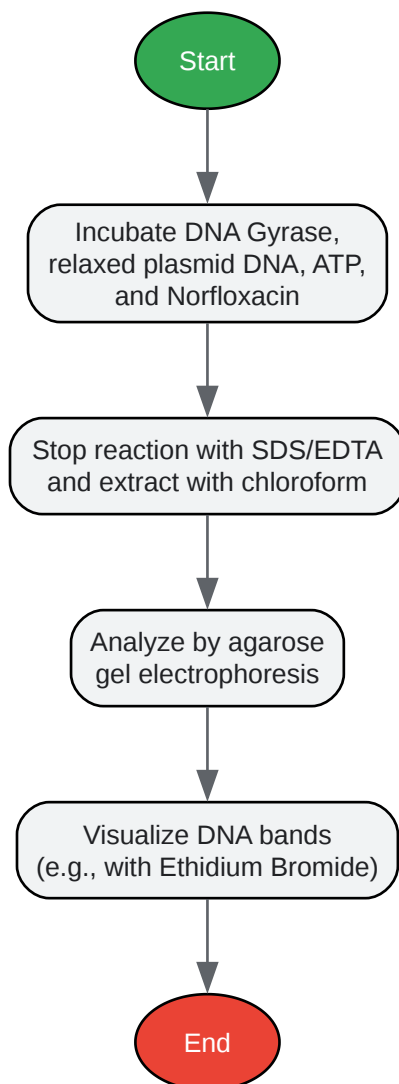 Start
Incubate DNA Gyrase,
relaxed plasmid DNA, ATP,
and Norfloxacin
Stop reaction with SDS/EDTA
and extract with chloroform
Analyze by agarose
gel electrophoresis
Visualize DNA bands
(e.g., with Ethidium Bromide)
End